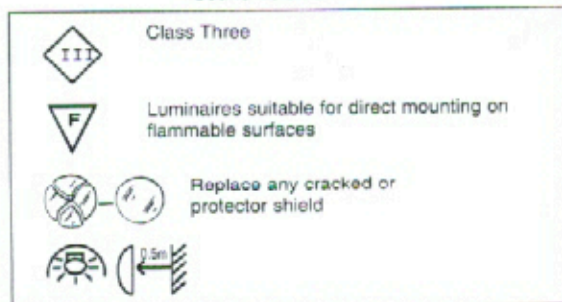 III
Class Three
F
Luminaires suitable for direct mounting on
flammable surfaces
Replace any cracked or
protector shield
0.5m